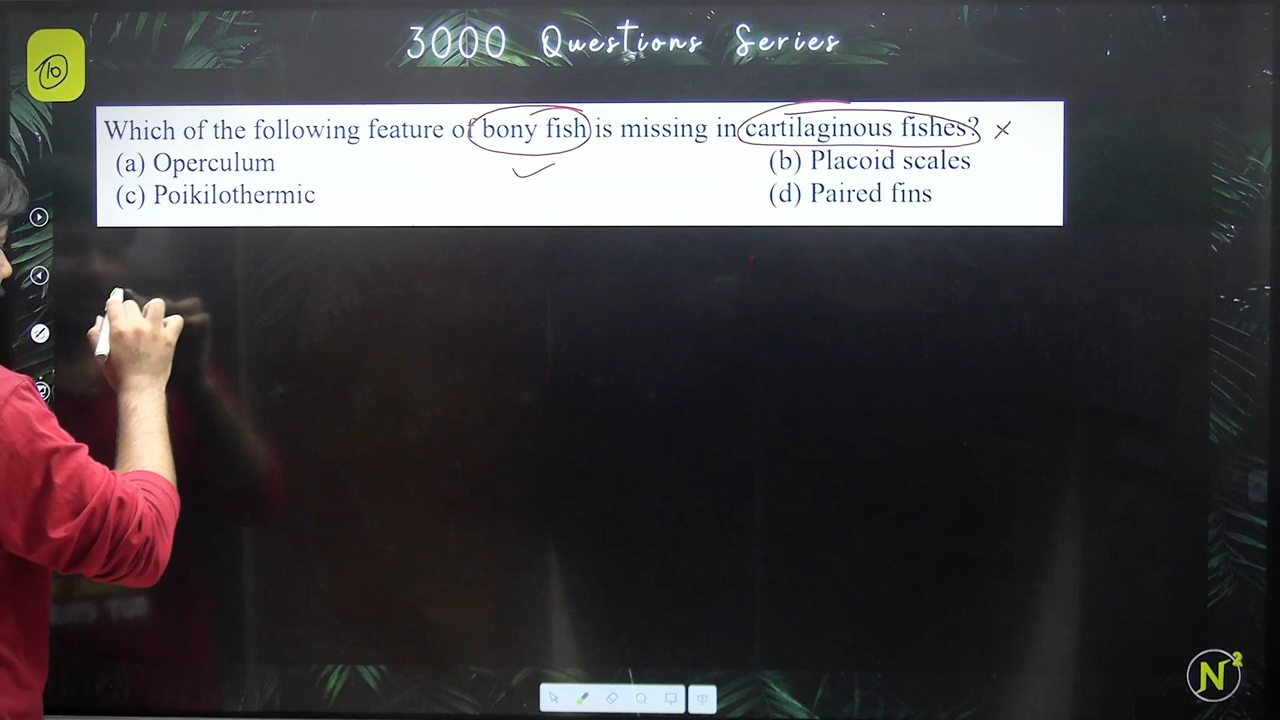 3000 Questions Series
10
Which of the following feature of bony fish is missing in cartilaginous fishes? ×
(a) Operculum (b) Placoid scales
(c) Poikilothermic (d) Paired fins
N²